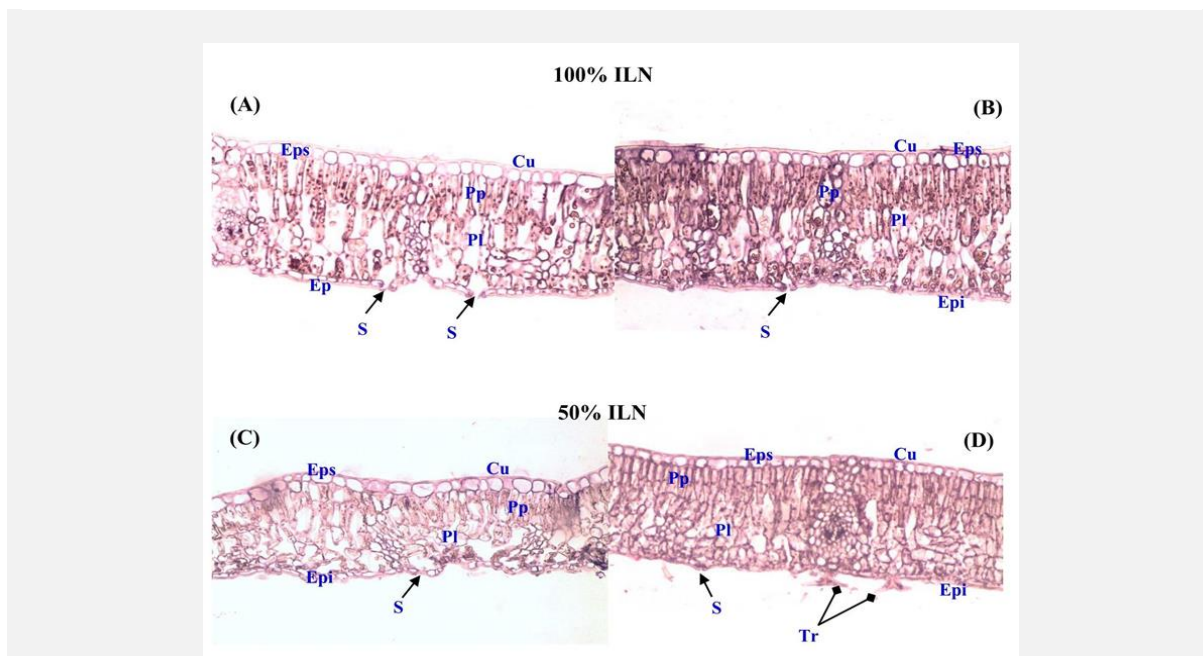 100% ILN
(A)
(B)
Eps
Cu
Cu
Eps
Pp
Pp
Pl
Pl
Ep
Epi
S
S
S
50% ILN
(C)
(D)
Eps
Cu
Eps
Cu
Pp
Pp
Pl
Pl
Epi
Epi
S
S
Tr